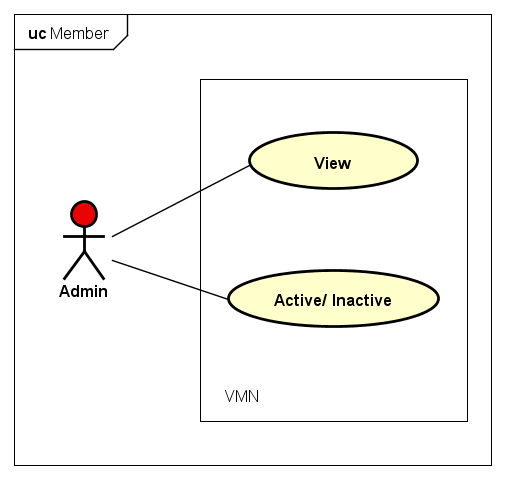 uc Member
View
Admin
Active/ Inactive
VMN